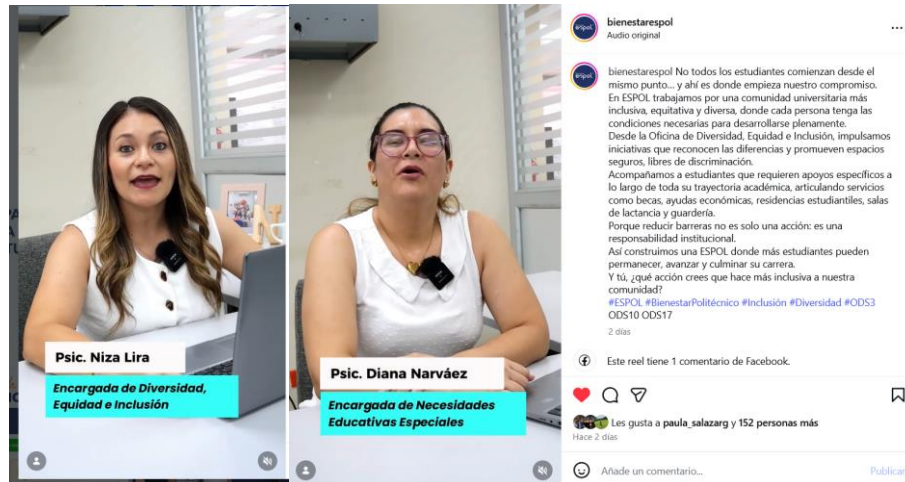 Psic. Niza Lira
Encargada de Diversidad,
Equidad e Inclusión
Psic. Diana Narváez
Encargada de Necesidades
Educativas Especiales
bienestarespol
Audio original
bienestarespol No todos los estudiantes comienzan desde el
mismo punto... y ahí es donde empieza nuestro compromiso.
En ESPOL trabajamos por una comunidad universitaria más
inclusiva, equitativa y diversa, donde cada persona tenga las
condiciones necesarias para desarrollarse plenamente.
Desde la Oficina de Diversidad, Equidad e Inclusión, impulsamos
iniciativas que reconocen las diferencias y promueven espacios
seguros, libres de discriminación.
Acompañamos a estudiantes que requieren apoyos específicos a
lo largo de toda su trayectoria académica, articulando servicios
como becas, ayudas económicas, residencias estudiantiles, salas
de lactancia y guardería.
Porque reducir barreras no es solo una acción: es una
responsabilidad institucional.
Así construimos una ESPOL donde más estudiantes pueden
permanecer, avanzar y culminar su carrera.
Y tú, ¿qué acción crees que hace más inclusiva a nuestra
comunidad?
#ESPOL #BienestarPolitécnico #Inclusión #Diversidad #ODS3
ODS10 ODS17
2 días
Este reel tiene 1 comentario de Facebook.
Les gusta a paula_salazarg y 152 personas más
Hace 2 días
Añade un comentario...
Publicar